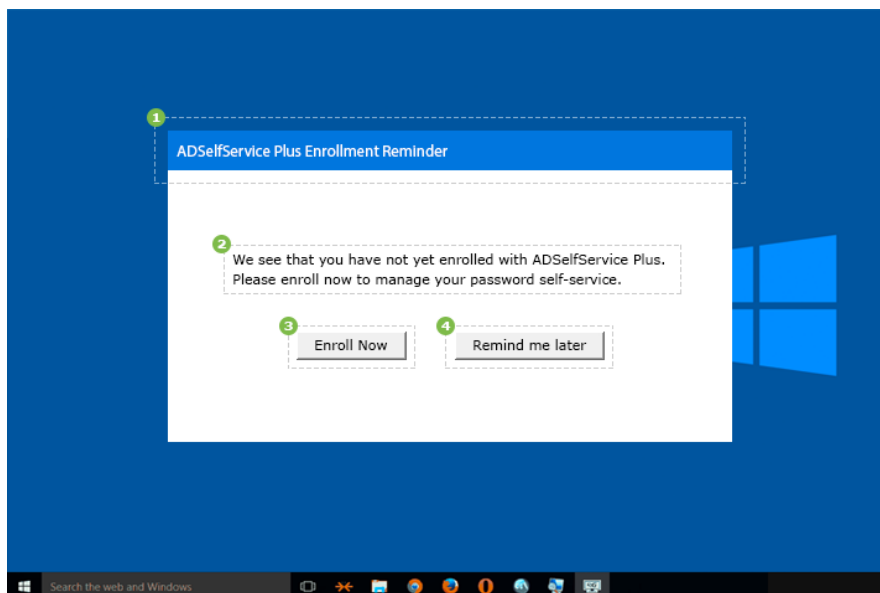 1
ADSelfService Plus Enrollment Reminder
2
We see that you have not yet enrolled with ADSelfService Plus.
Please enroll now to manage your password self-service.
3 4
Enroll Now Remind me later
Search the web and Windows